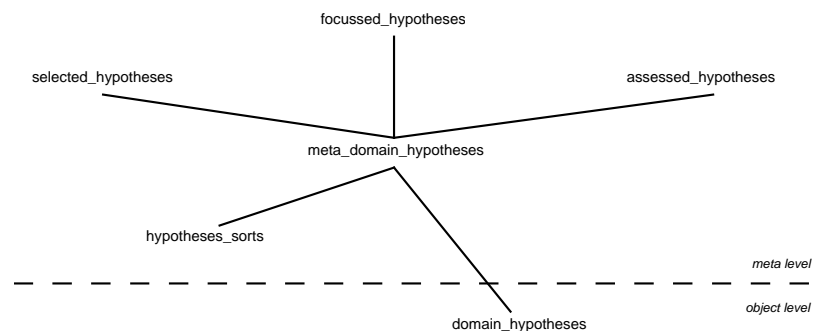 focussed_hypotheses
selected_hypotheses
assessed_hypotheses
meta_domain_hypotheses
hypotheses_sorts
meta level
object level
domain_hypotheses